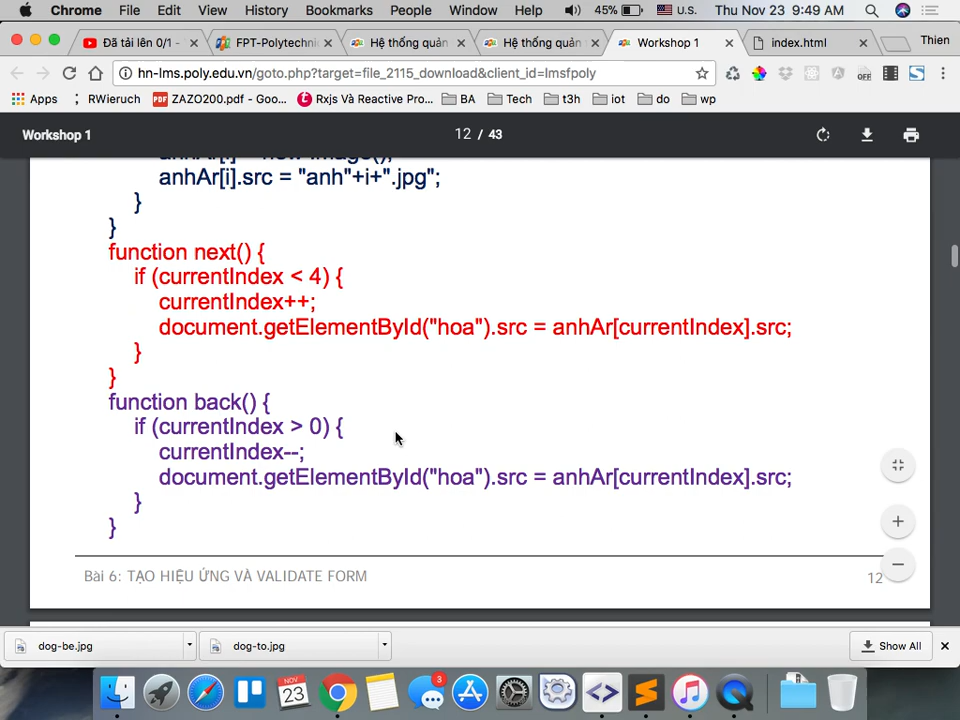 Chrome File Edit View History Bookmarks People Window Help 45% U.S. Thu Nov 23 9:49 AM
Đã tải lên 0/1 - FPT-Polytechnic Hệ thống quản Hệ thống quản Workshop 1 index.html Thien
hn-lms.poly.edu.vn/goto.php?target=file_2115_download&client_id=lmsfpoly
Apps RWieruch ZAZO200.pdf - Goo... Rxjs Và Reactive Pro... BA Tech t3h iot do wp
Workshop 1 12 / 43
anhAr[i].src = "anh"+i+".jpg";
}
}
function next() {
if (currentIndex < 4) {
currentIndex++;
document.getElementById("hoa").src = anhAr[currentIndex].src;
}
}
function back() {
if (currentIndex > 0) {
currentIndex--;
document.getElementById("hoa").src = anhAr[currentIndex].src;
}
}
Bài 6: TẠO HIỆU ỨNG VÀ VALIDATE FORM 12
dog-be.jpg dog-to.jpg Show All
NOV
23
3